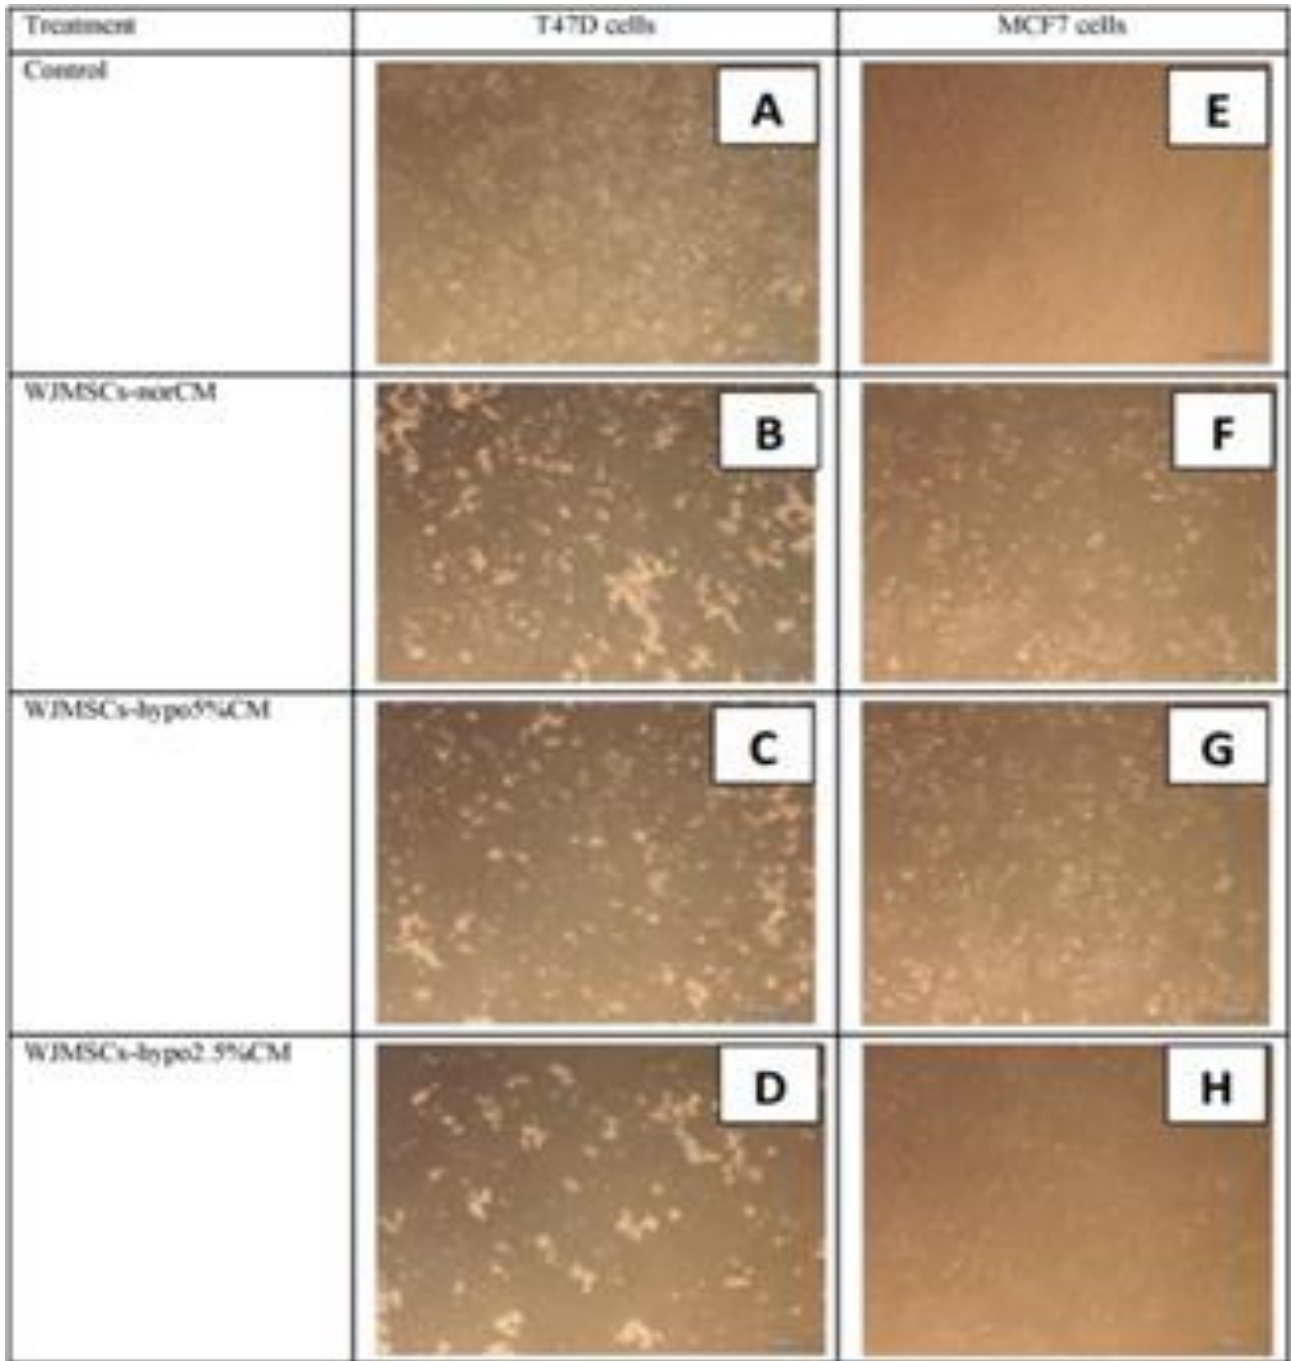 Treatment T47D cells MCF7 cells
Control A E
WJMSCs-norCM B F
WJMSCs-hypo5%CM C G
WJMSCs-hypo2.5%CM D H